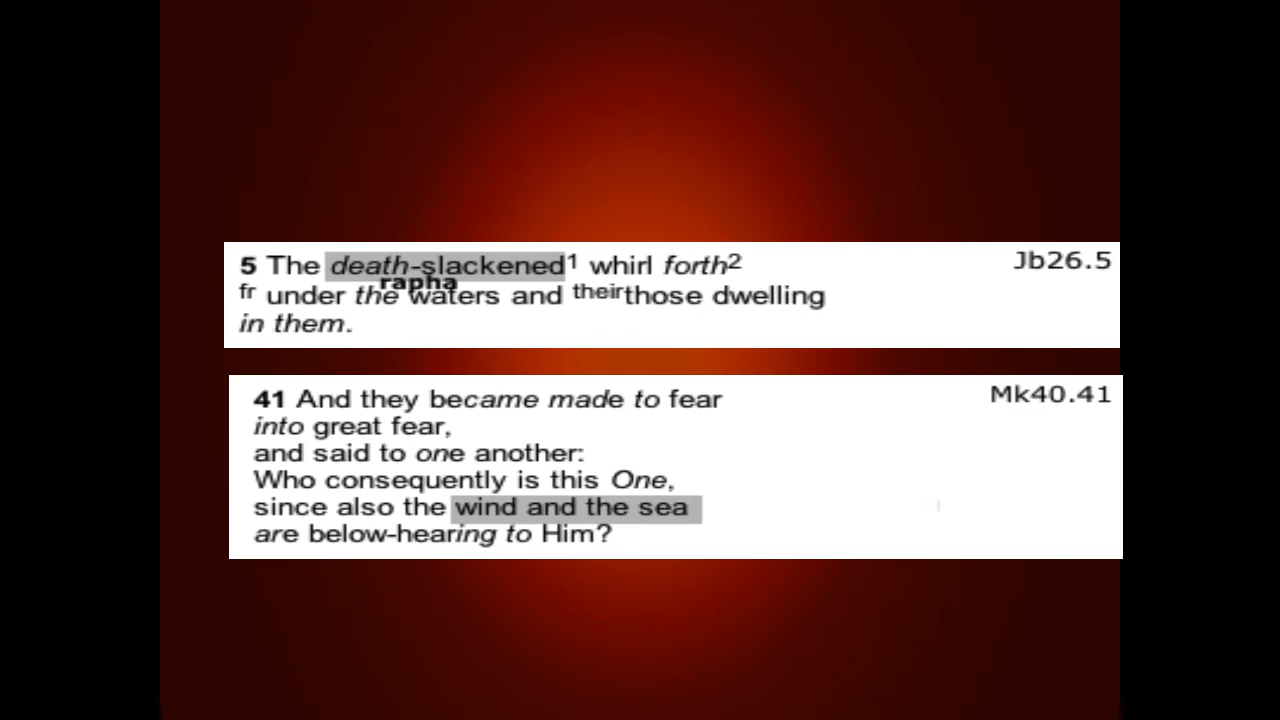 5 The death-slackened1 whirl forth2
Jb26.5
rapha
fr under the waters and theirthose dwelling
in them.
41 And they became made to fear
Mk40.41
into great fear,
and said to one another:
Who consequently is this One,
since also the wind and the sea
are below-hearing to Him?